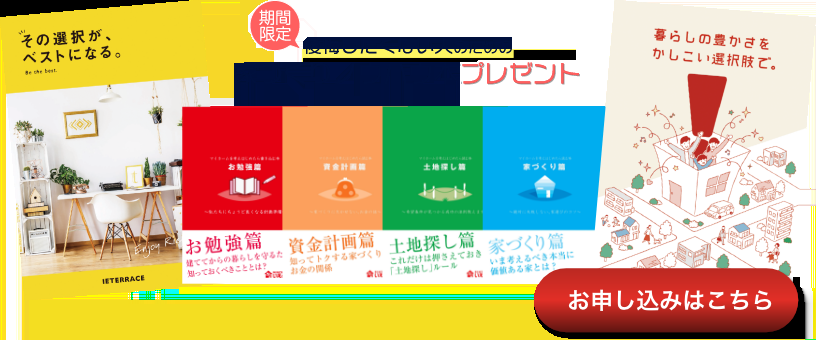 その選択が、
ベストになる。
Be the best.
Enjoy
IETERRACE
期間
限定
後悔したくない人のための
プレゼント
お勉強篇
資金計画篇
土地探し篇
家づくり篇
お勉強篇
建ててからの暮らしを守るた
知っておくべきこととは?
資金計画篇
知ってトクする家づくり
お金の関係
土地探し篇
これだけは押さえておき
「土地探し」ルール
家づくり篇
いま考えるべき本当に
価値ある家とは?
暮らしの豊かさを
かしこい選択肢で。
お申し込みはこちら